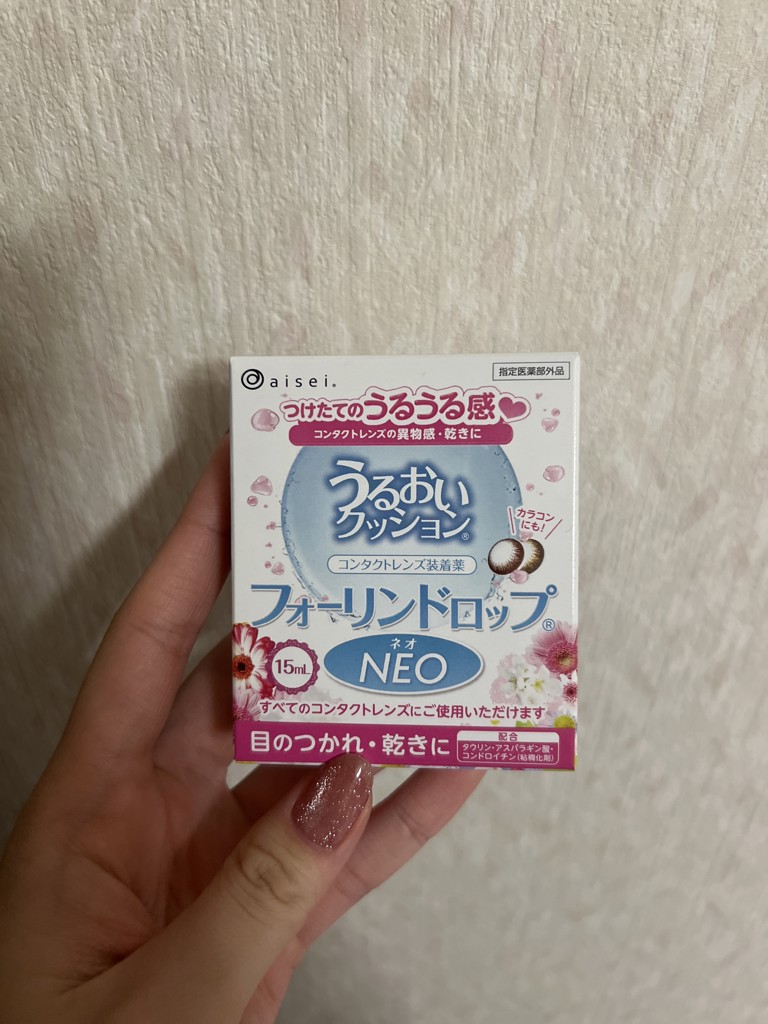 aisei®
指定医薬部外品
つけたてのうるうる感
コンタクトレンズの異物感・乾きに
うるおい
クッション®
カラコン
にも!
コンタクトレンズ装着薬
フォーリンドロップ®
ネオ
NEO
15mL
すべてのコンタクトレンズにご使用いただけます
目のつかれ・乾きに
配合
タウリン・アスパラギン酸・
コンドロイチン(粘稠化剤)